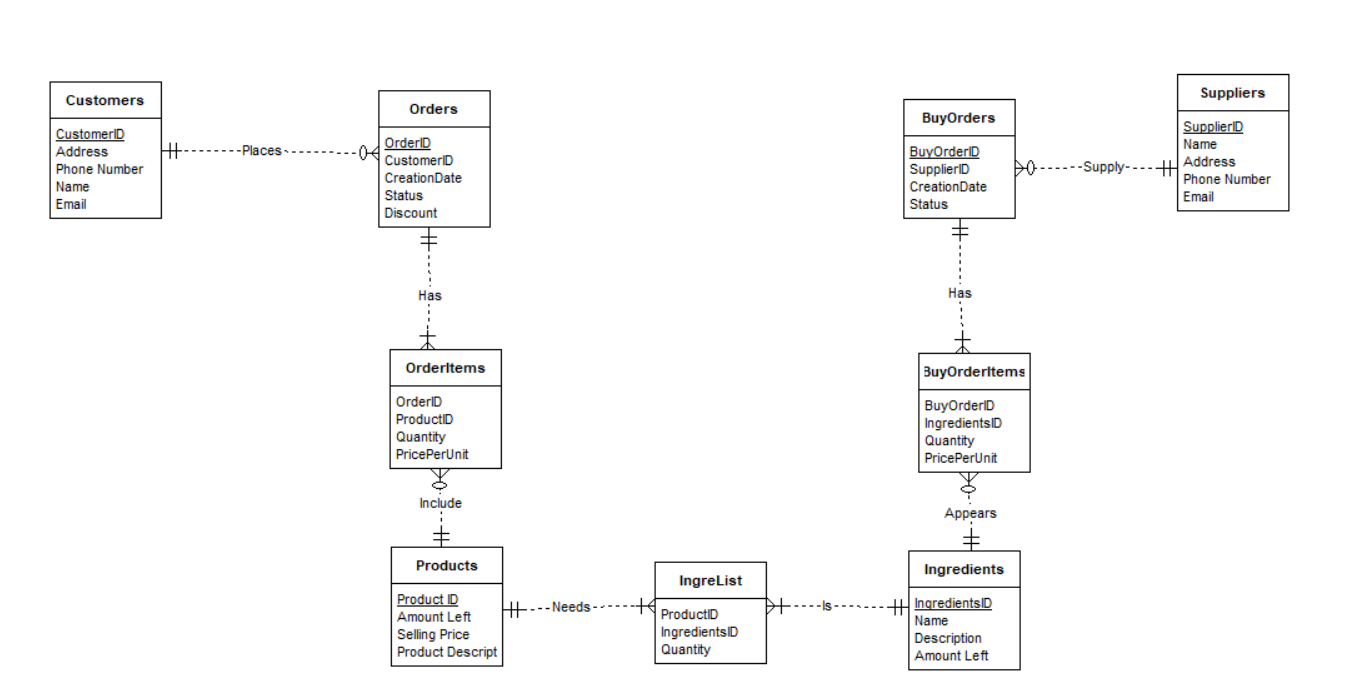 Customers
CustomerID
Address
Phone Number
Name
Email
Places
Orders
OrderID
CustomerID
CreationDate
Status
Discount
BuyOrders
BuyOrderID
SupplierID
CreationDate
Status
Supply
Suppliers
SupplierID
Name
Address
Phone Number
Email
Has
Has
OrderItems
OrderID
ProductID
Quantity
PricePerUnit
BuyOrderItems
BuyOrderID
IngredientsID
Quantity
PricePerUnit
Include
Appears
Products
Product ID
Amount Left
Selling Price
Product Descript
Needs
IngreList
ProductID
IngredientsID
Quantity
Is
Ingredients
IngredientsID
Name
Description
Amount Left